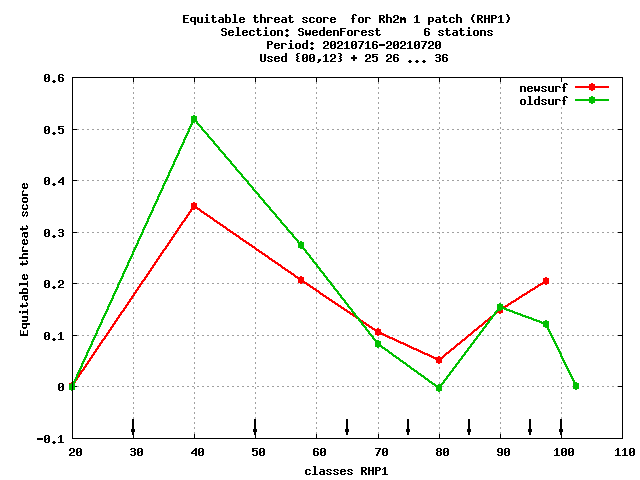 Equitable threat score  for Rh2m 1 patch (RHP1)
Selection: SwedenForest      6 stations
Period: 20210716-20210720
Used {00,12} + 25 26 ... 36
newsurf
oldsurf
Equitable threat score
0.6
0.5
0.4
0.3
0.2
0.1
0
-0.1
20 30 40 50 60 70 80 90 100 110
classes RHP1